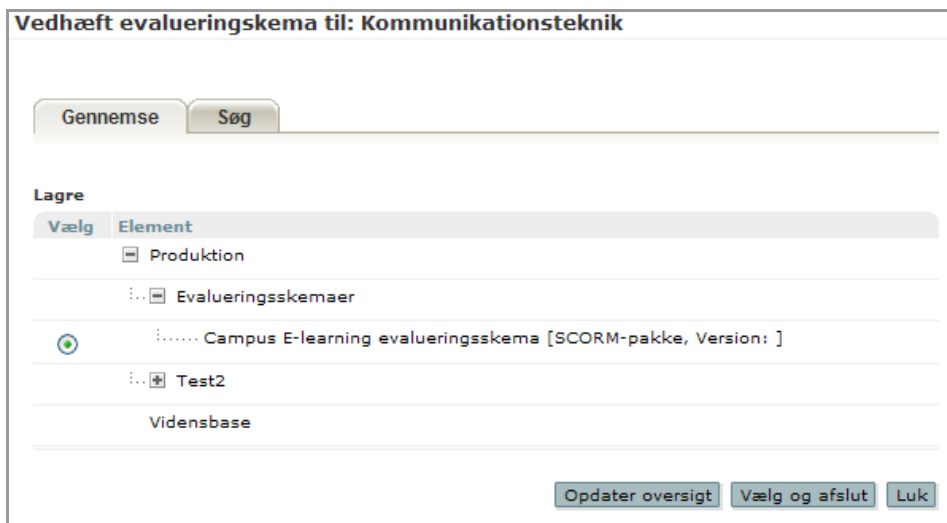 Vedhæft evalueringskema til: Kommunikationsteknik
Gennemse Søg
Lagre
Vælg Element
Produktion
Evalueringsskemaer
Campus E-learning evalueringsskema [SCORM-pakke, Version: ]
Test2
Vidensbase
Opdater oversigt Vælg og afslut Luk